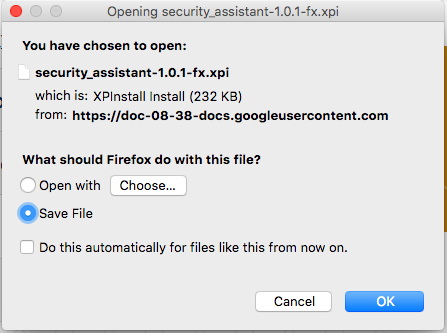 Opening security_assistant-1.0.1-fx.xpi
You have chosen to open:
security_assistant-1.0.1-fx.xpi
which is: XPInstall Install (232 KB)
from: https://doc-08-38-docs.googleusercontent.com
What should Firefox do with this file?
Open with Choose...
Save File
Do this automatically for files like this from now on.
Cancel OK